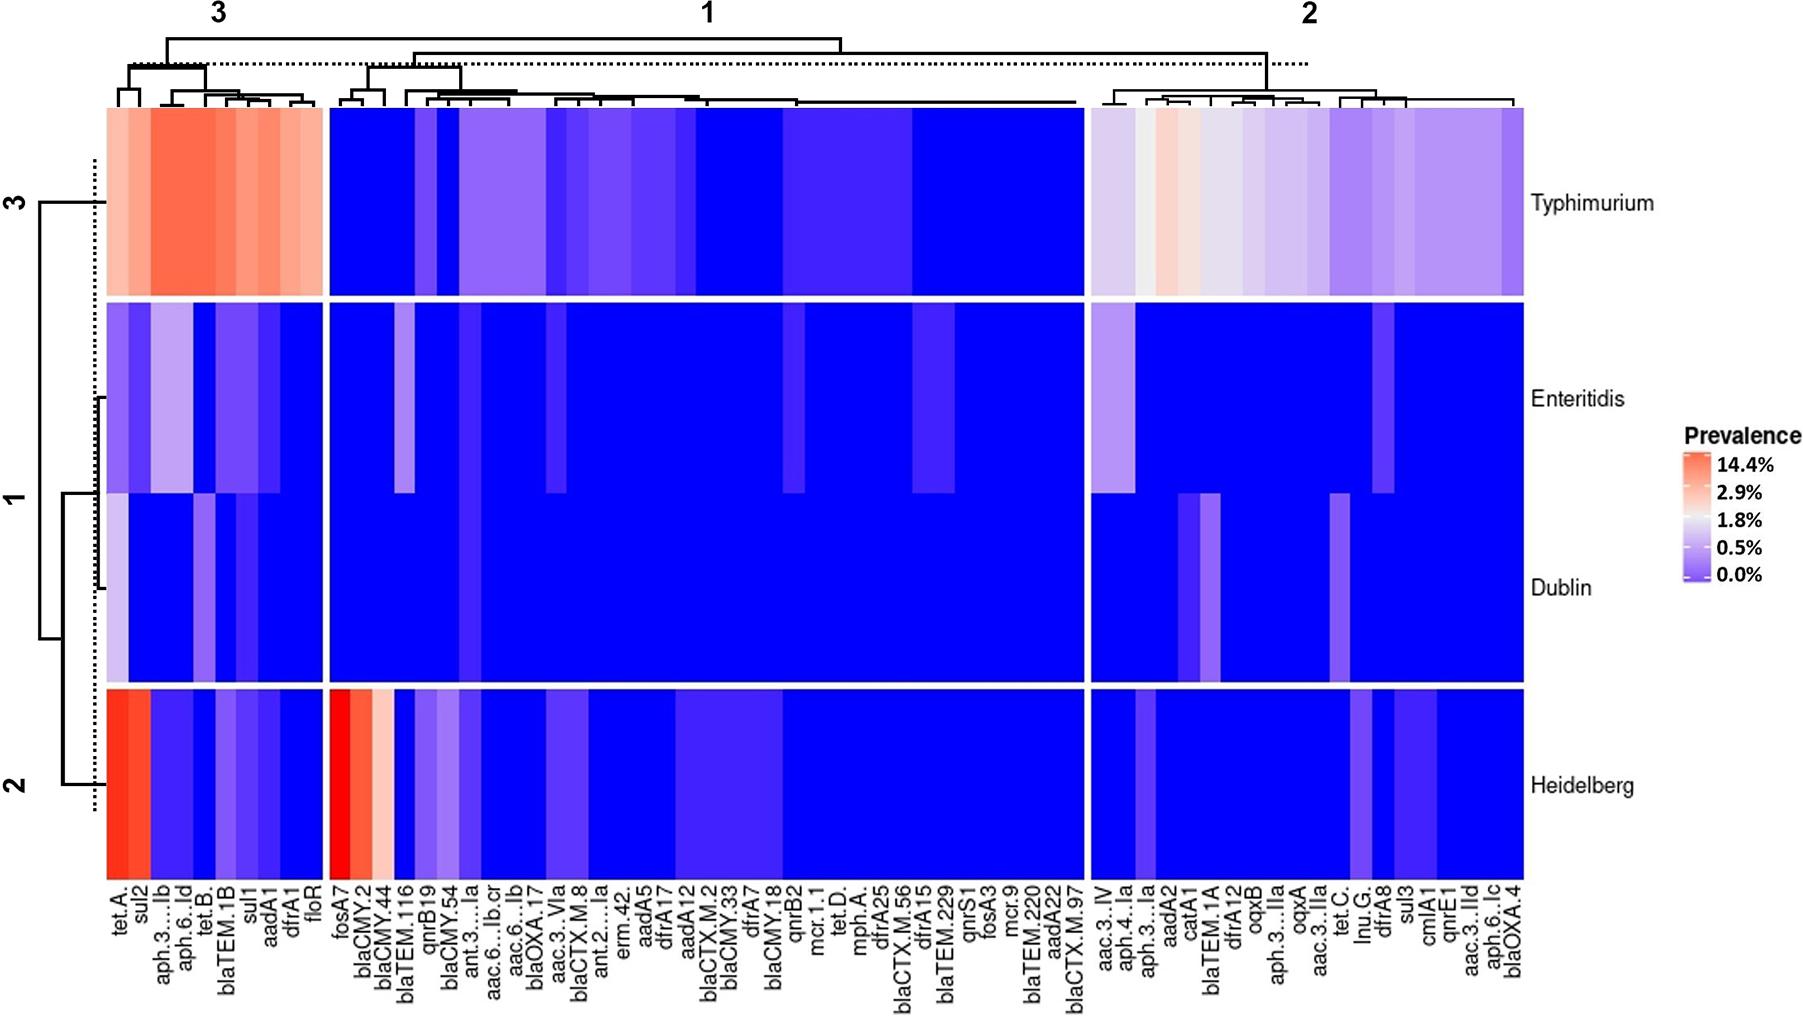 3 1 2
3
1
2
Typhimurium
Enteritidis
Dublin
Heidelberg
Prevalence
14.4%
2.9%
1.8%
0.5%
0.0%
tet.A.
sul2
aph.3...Ib
aph.6..Id
tet.B.
blaTEM.1B
sul1
aadA1
dfrA1
floR
fosA7
blaCMY.2
blaCMY.44
blaTEM.116
qnrB19
blaCMY.54
ant.3...Ia
aac.6...Ib.cr
aac.6...IIb
blaOXA.17
aac.3..VIa
blaCTX.M.8
ant.2...Ia
erm.42.
aadA5
dfrA17
aadA12
blaCTX.M.2
blaCMY.33
dfrA7
blaCMY.18
qnrB2
mcr.1.1
tet.D.
mph.A.
dfrA25
blaCTX.M.56
dfrA15
blaTEM.229
qnrS1
fosA3
mcr.9
blaTEM.220
aadA22
blaCTX.M.97
aac.3..IV
aph.4..Ia
aph.3...Ia
aadA2
catA1
blaTEM.1A
dfrA12
oqxB
aph.3...IIa
oqxA
aac.3..IIa
tet.C.
lnu.G.
dfrA8
sul3
cmlA1
qnrE1
aac.3..IId
aph.6..Ic
blaOXA.4